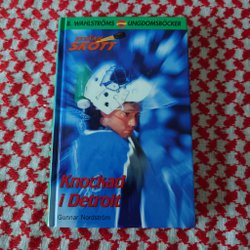 B. WAHLSTRÖMS UNGDOMSBÖCKER
SKOTT
Knockad
i Detroit
Gunnar Nordström